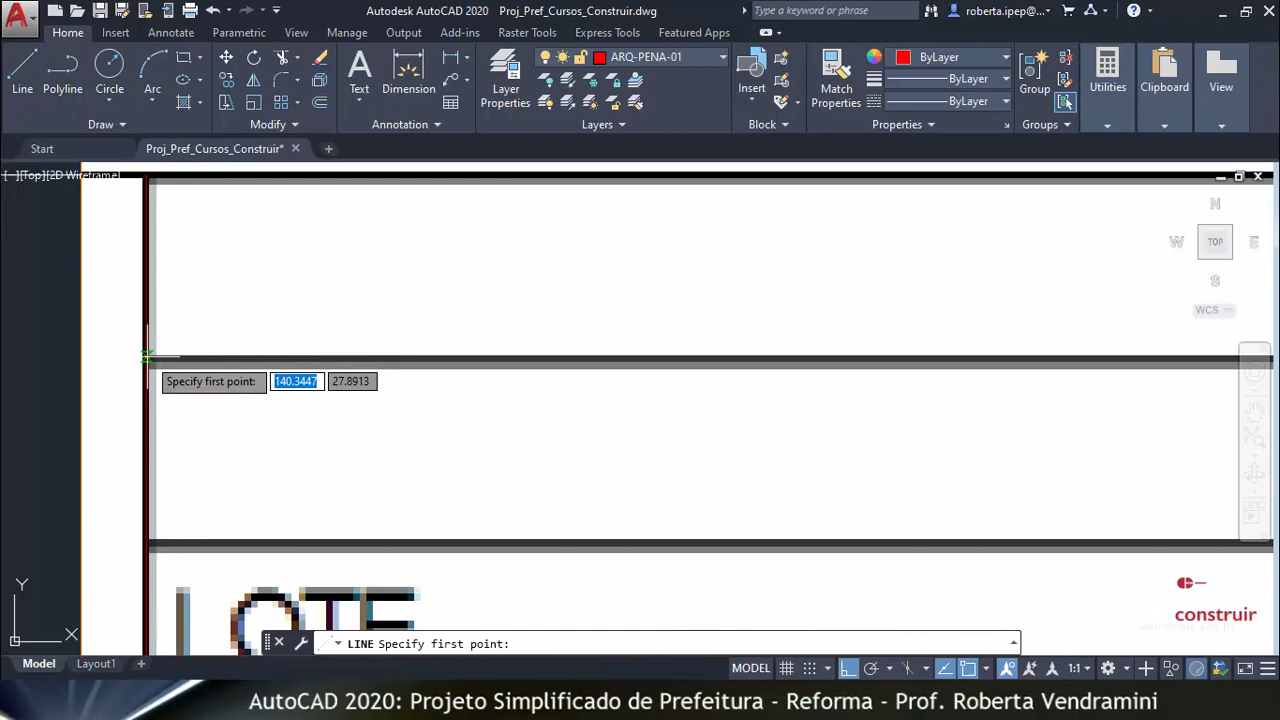 Autodesk AutoCAD 2020 Proj_Pref_Cursos_Construir.dwg
Type a keyword or phrase
roberta.ipep@...
Home Insert Annotate Parametric View Manage Output Add-ins Raster Tools Express Tools Featured Apps
ARQ-PENA-01
ByLayer
ByLayer
ByLayer
Line Polyline Circle Arc Text Dimension Layer Properties Insert Match Properties Group Utilities Clipboard View
Draw Modify Annotation Layers Block Properties Groups
Start Proj_Pref_Cursos_Construir*
[—][Top][2D Wireframe]
N
W TOP E
S
WCS
Specify first point: 140.3447 27.8913
LOTE
Y
X
construir
LINE Specify first point:
Model Layout1
MODEL 1:1
AutoCAD 2020: Projeto Simplificado de Prefeitura - Reforma - Prof. Roberta Vendramini